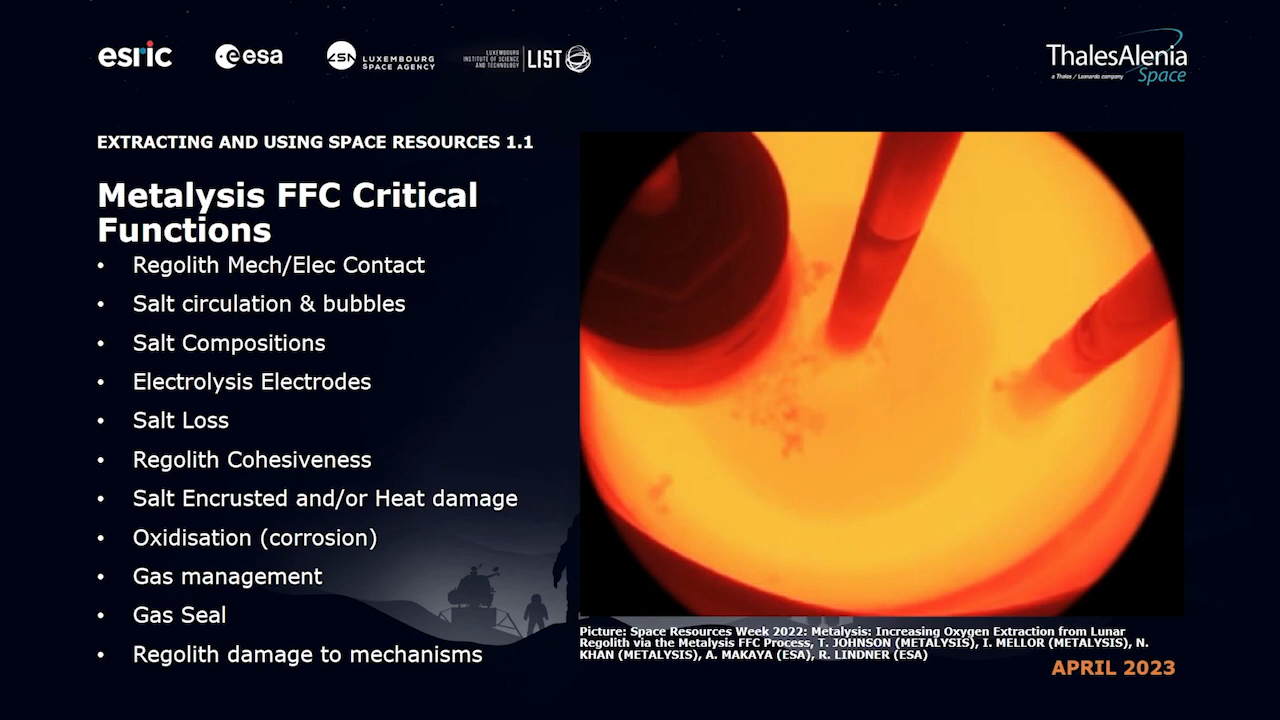 esric
esa
LSA
LUXEMBOURG
SPACE AGENCY
LUXEMBOURG
INSTITUTE OF SCIENCE
AND TECHNOLOGY
LIST
ThalesAlenia
a Thales / Leonardo company
Space
EXTRACTING AND USING SPACE RESOURCES 1.1
Metalysis FFC Critical
Functions
• Regolith Mech/Elec Contact
• Salt circulation & bubbles
• Salt Compositions
• Electrolysis Electrodes
• Salt Loss
• Regolith Cohesiveness
• Salt Encrusted and/or Heat damage
• Oxidisation (corrosion)
• Gas management
• Gas Seal
• Regolith damage to mechanisms
Picture: Space Resources Week 2022: Metalysis: Increasing Oxygen Extraction from Lunar
Regolith via the Metalysis FFC Process, T. JOHNSON (METALYSIS), I. MELLOR (METALYSIS), N.
KHAN (METALYSIS), A. MAKAYA (ESA), R. LINDNER (ESA)
APRIL 2023